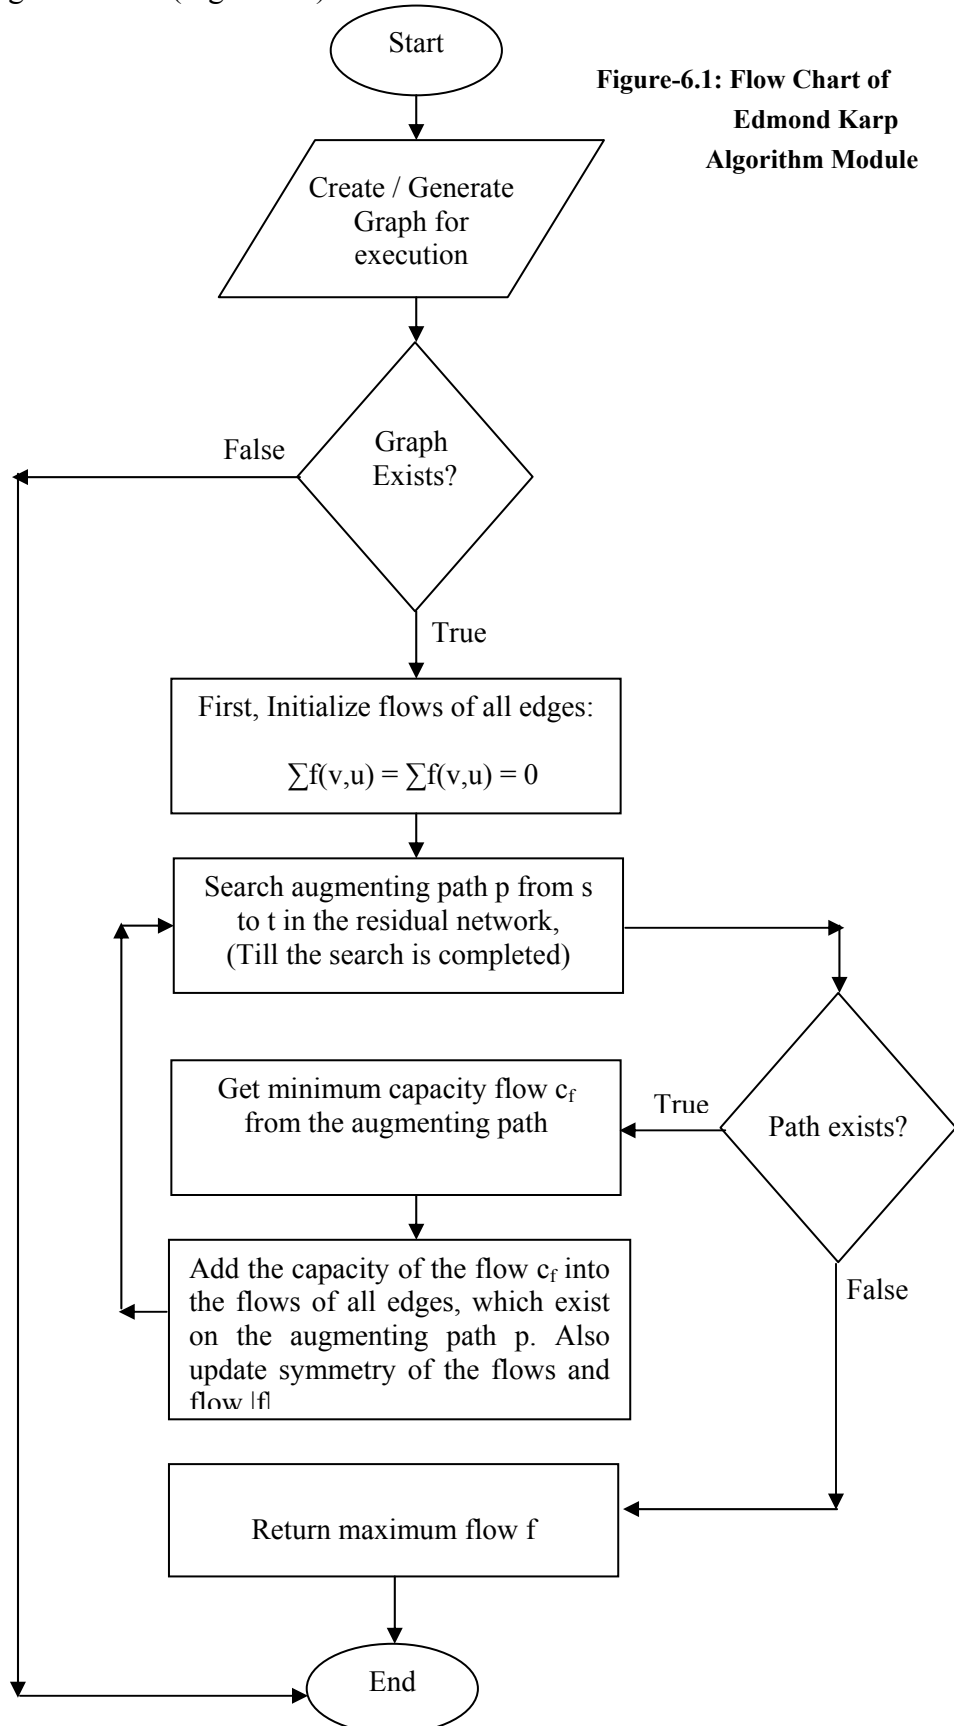 Start
Figure-6.1: Flow Chart of
Edmond Karp
Algorithm Module
Create / Generate
Graph for
execution
Graph
Exists?
False
True
First, Initialize flows of all edges:
∑f(v,u) = ∑f(v,u) = 0
Search augmenting path p from s
to t in the residual network,
(Till the search is completed)
Get minimum capacity flow cf
from the augmenting path
True
Path exists?
Add the capacity of the flow cf into
the flows of all edges, which exist
on the augmenting path p. Also
update symmetry of the flows and
flow |f|
False
Return maximum flow f
End